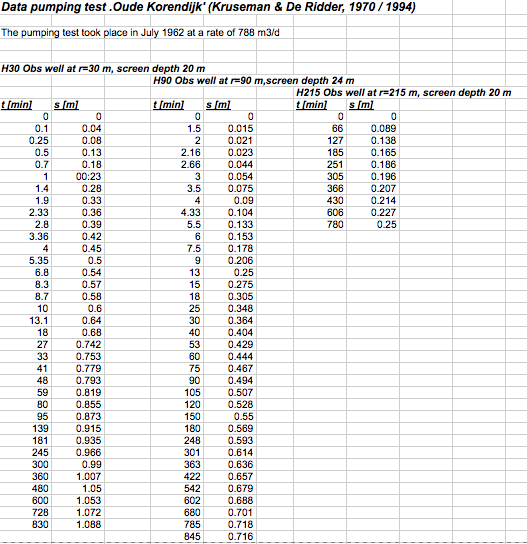 Data pumping test .Oude Korendijk' (Kruseman & De Ridder, 1970 / 1994)
The pumping test took place in July 1962 at a rate of 788 m3/d
H30 Obs well at r=30 m, screen depth 20 m
H90 Obs well at r=90 m,screen depth 24 m
H215 Obs well at r=215 m, screen depth 20 m
t [min] s [m] t [min] s [m] t [min] s [m]
0 0 0 0 0 0
0.1 0.04 1.5 0.015 66 0.089
0.25 0.08 2 0.021 127 0.138
0.5 0.13 2.16 0.023 185 0.165
0.7 0.18 2.66 0.044 251 0.186
1 00:23 3 0.054 305 0.196
1.4 0.28 3.5 0.075 366 0.207
1.9 0.33 4 0.09 430 0.214
2.33 0.36 4.33 0.104 606 0.227
2.8 0.39 5.5 0.133 780 0.25
3.36 0.42 6 0.153
4 0.45 7.5 0.178
5.35 0.5 9 0.206
6.8 0.54 13 0.25
8.3 0.57 15 0.275
8.7 0.58 18 0.305
10 0.6 25 0.348
13.1 0.64 30 0.364
18 0.68 40 0.404
27 0.742 53 0.429
33 0.753 60 0.444
41 0.779 75 0.467
48 0.793 90 0.494
59 0.819 105 0.507
80 0.855 120 0.528
95 0.873 150 0.55
139 0.915 180 0.569
181 0.935 248 0.593
245 0.966 301 0.614
300 0.99 363 0.636
360 1.007 422 0.657
480 1.05 542 0.679
600 1.053 602 0.688
728 1.072 680 0.701
830 1.088 785 0.718
845 0.716